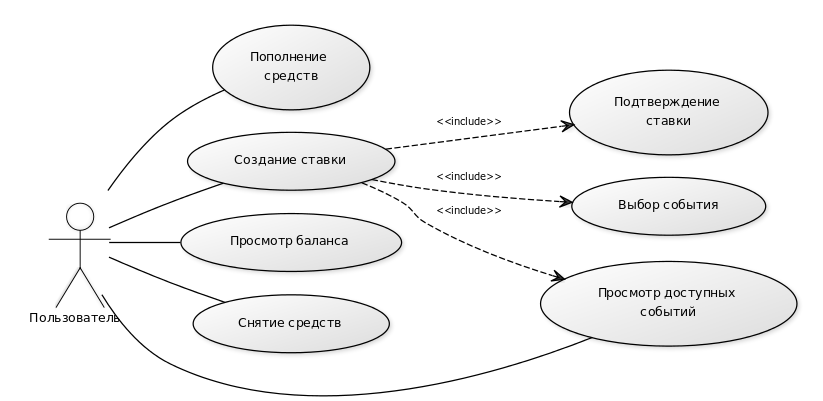 Пополнение
средств
Создание ставки
Просмотр баланса
Снятие средств
Пользователь
<<include>>
<<include>>
<<include>>
Подтверждение
ставки
Выбор события
Просмотр доступных
событий